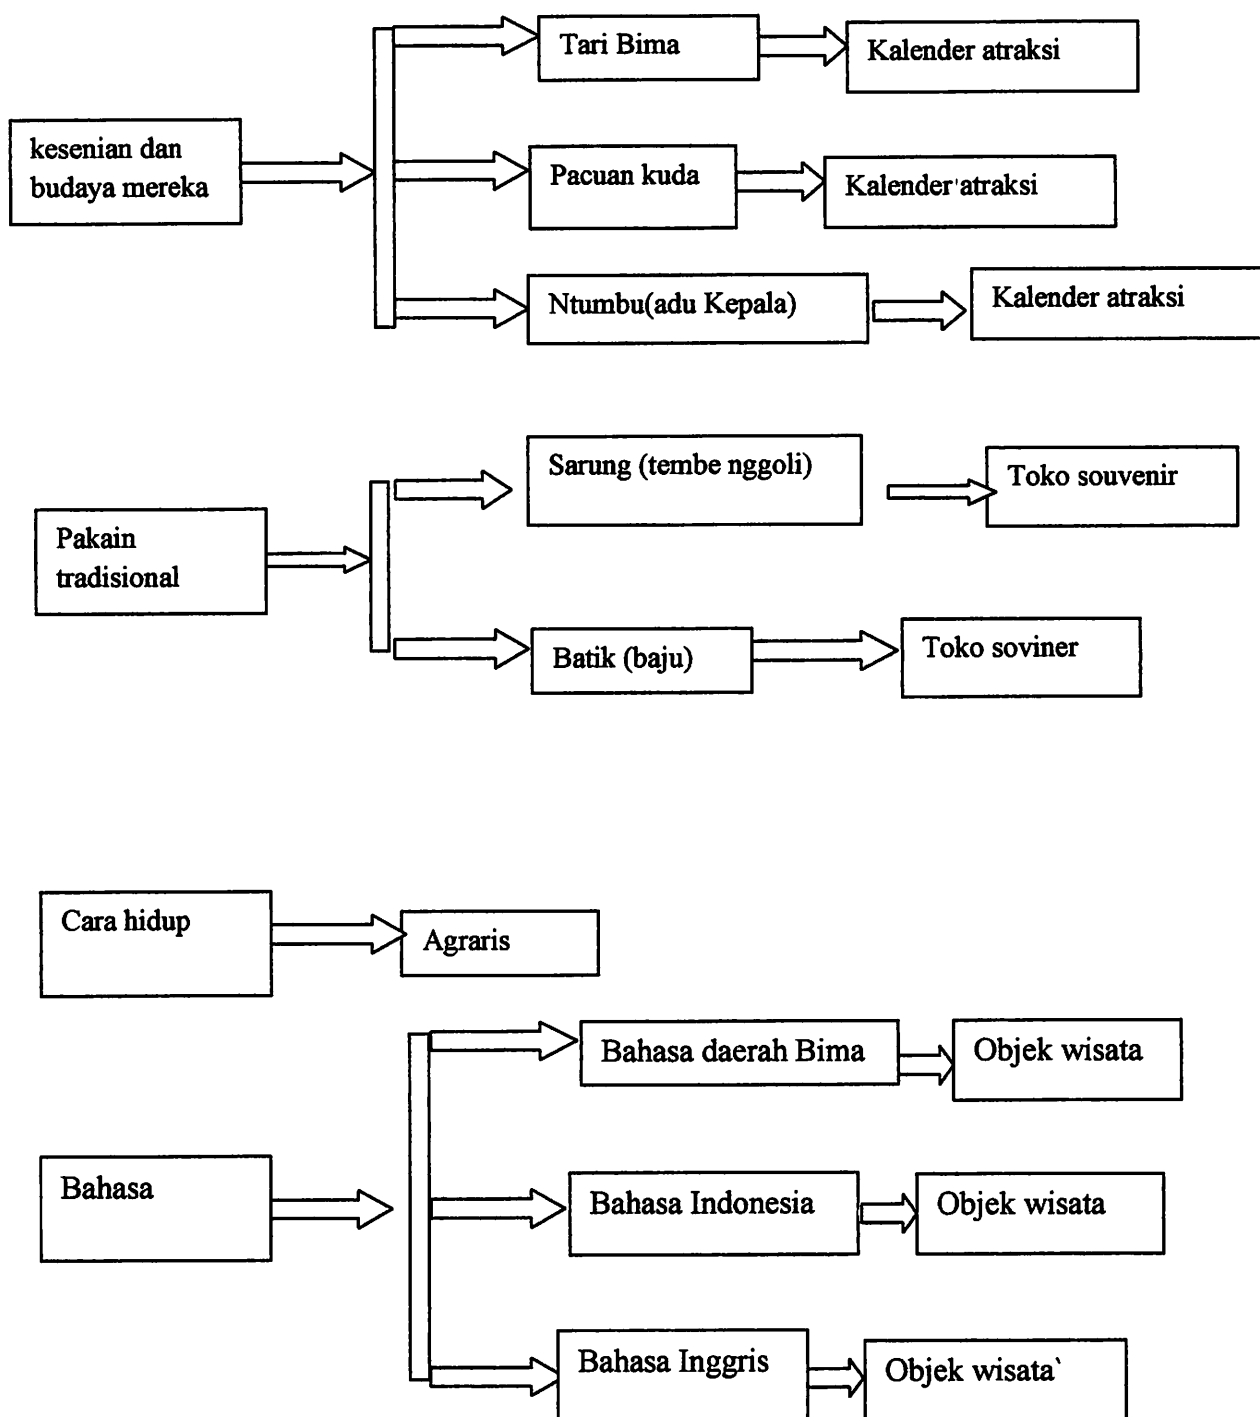 Tari Bima
Kalender atraksi
kesenian dan
budaya mereka
Pacuan kuda
Kalender'atraksi
Ntumbu(adu Kepala)
Kalender atraksi
Sarung (tembe nggoli)
Toko souvenir
Pakain
tradisional
Batik (baju)
Toko soviner
Cara hidup
Agraris
Bahasa daerah Bima
Objek wisata
Bahasa
Bahasa Indonesia
Objek wisata
Bahasa Inggris
Objek wisata`